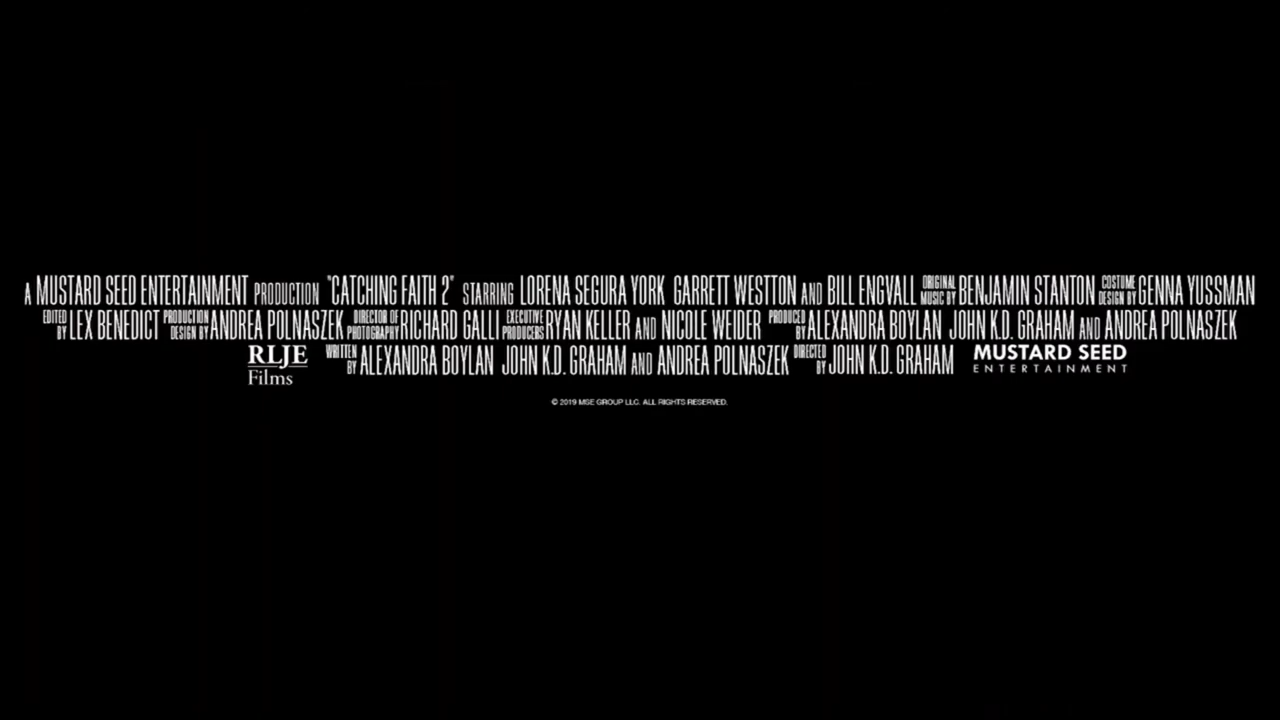 A MUSTARD SEED ENTERTAINMENT PRODUCTION "CATCHING FAITH 2" STARRING LORENA SEGURA YORK GARRETT WESTTON AND BILL ENGVALL ORIGINAL MUSIC BY BENJAMIN STANTON COSTUME DESIGN BY GENNA YUSSMAN
EDITED BY LEX BENEDICT PRODUCTION DESIGN BY ANDREA POLNASZEK DIRECTOR OF PHOTOGRAPHY RICHARD GALLI EXECUTIVE PRODUCERS RYAN KELLER AND NICOLE WEIDER PRODUCED BY ALEXANDRA BOYLAN JOHN K.D. GRAHAM AND ANDREA POLNASZEK
RLJE Films WRITTEN BY ALEXANDRA BOYLAN JOHN K.D. GRAHAM AND ANDREA POLNASZEK DIRECTED BY JOHN K.D. GRAHAM MUSTARD SEED ENTERTAINMENT
© 2019 MSE GROUP LLC. ALL RIGHTS RESERVED.